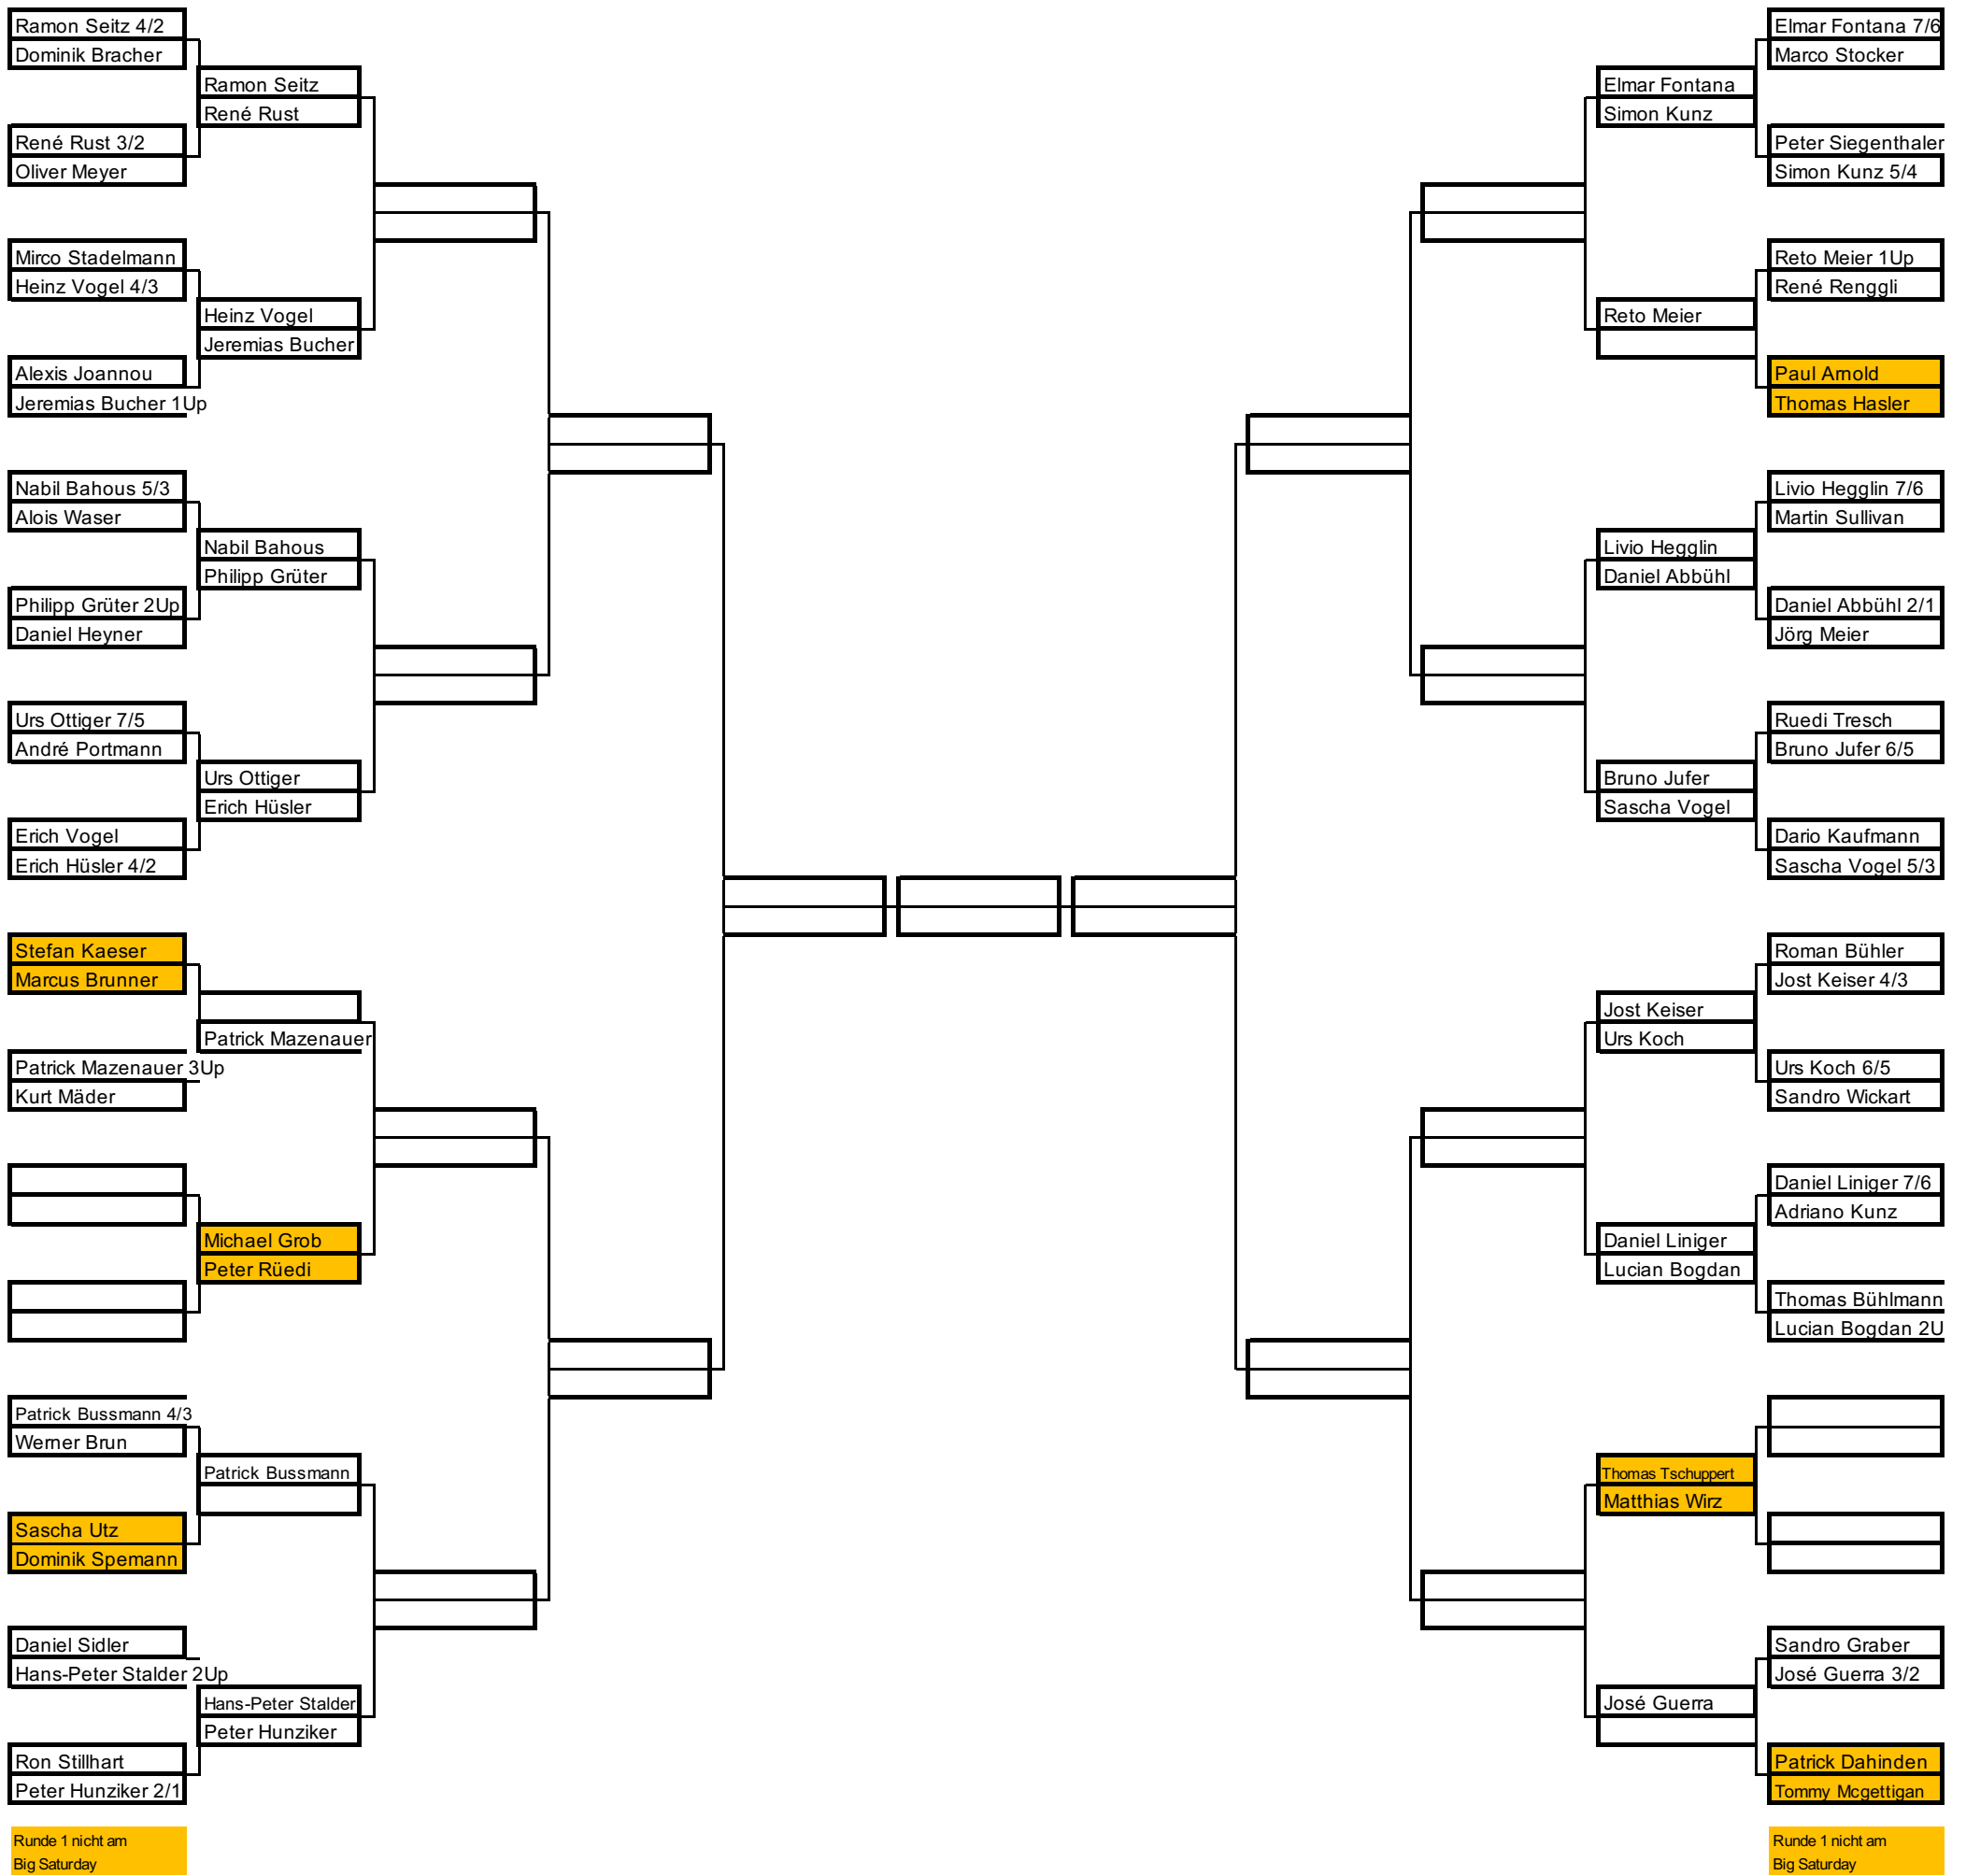 Ramon Seitz 4/2
Dominik Bracher
Ramon Seitz
René Rust
René Rust 3/2
Oliver Meyer
Mirco Stadelmann
Heinz Vogel 4/3
Heinz Vogel
Jeremias Bucher
Alexis Joannou
Jeremias Bucher 1Up
Nabil Bahous 5/3
Alois Waser
Nabil Bahous
Philipp Grüter
Philipp Grüter 2Up
Daniel Heyner
Urs Ottiger 7/5
André Portmann
Urs Ottiger
Erich Hüsler
Erich Vogel
Erich Hüsler 4/2
Stefan Kaeser
Marcus Brunner
Patrick Mazenauer
Patrick Mazenauer 3Up
Kurt Mäder
Michael Grob
Peter Rüedi
Patrick Bussmann 4/3
Werner Brun
Patrick Bussmann
Sascha Utz
Dominik Spemann
Daniel Sidler
Hans-Peter Stalder 2Up
Hans-Peter Stalder
Peter Hunziker
Ron Stillhart
Peter Hunziker 2/1
Runde 1 nicht am
Big Saturday
Elmar Fontana 7/6
Marco Stocker
Elmar Fontana
Simon Kunz
Peter Siegenthaler
Simon Kunz 5/4
Reto Meier 1Up
René Renggli
Reto Meier
Paul Arnold
Thomas Hasler
Livio Hegglin 7/6
Martin Sullivan
Livio Hegglin
Daniel Abbühl
Daniel Abbühl 2/1
Jörg Meier
Ruedi Tresch
Bruno Jufer 6/5
Bruno Jufer
Sascha Vogel
Dario Kaufmann
Sascha Vogel 5/3
Roman Bühler
Jost Keiser 4/3
Jost Keiser
Urs Koch
Urs Koch 6/5
Sandro Wickart
Daniel Liniger 7/6
Adriano Kunz
Daniel Liniger
Lucian Bogdan
Thomas Bühlmann
Lucian Bogdan 2U
Thomas Tschuppert
Matthias Wirz
Sandro Graber
José Guerra 3/2
José Guerra
Patrick Dahinden
Tommy Mcgettigan
Runde 1 nicht am
Big Saturday